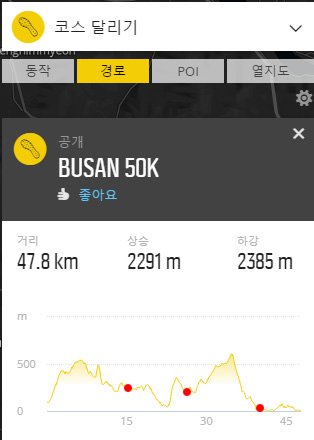 코스 달리기
동작 경로 POI 열지도
공개
BUSAN 50K
좋아요
거리 상승 하강
47.8 km 2291 m 2385 m
m
500
0
15 30 45